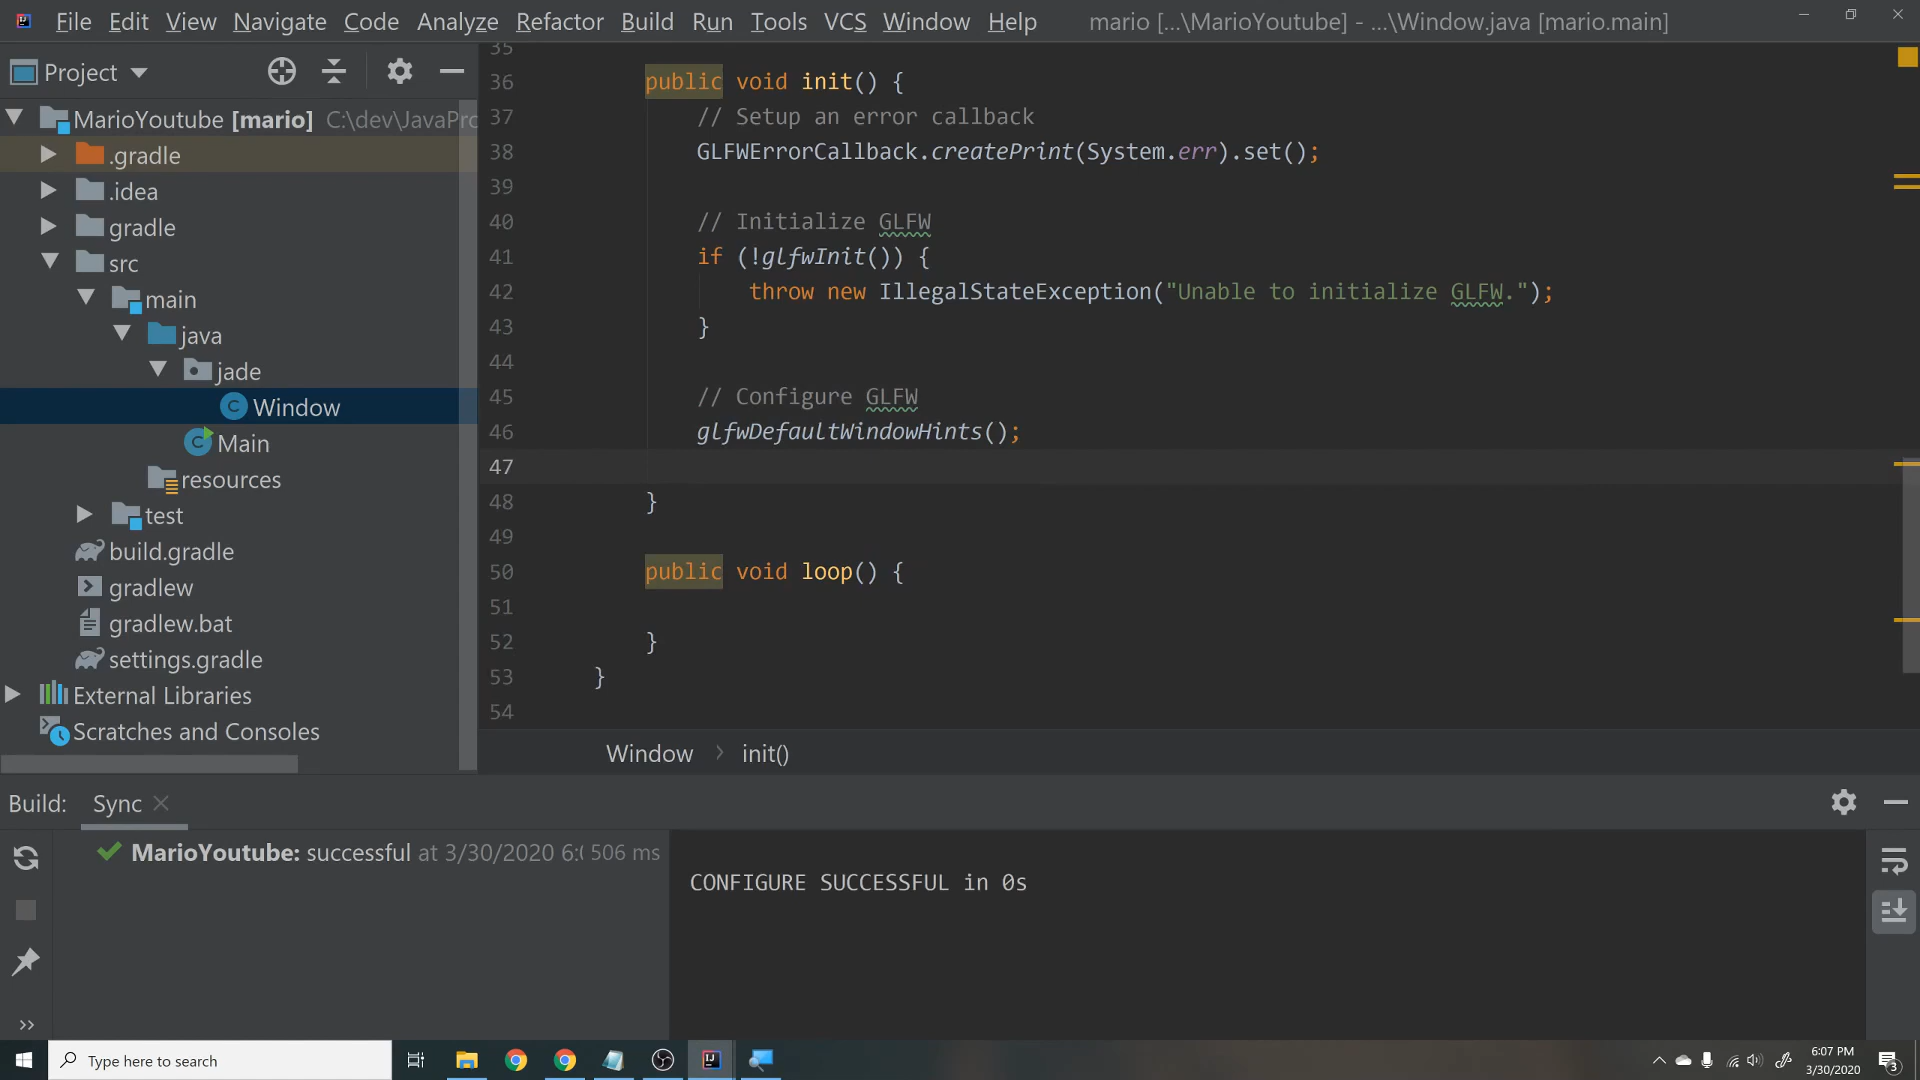 File Edit View Navigate Code Analyze Refactor Build Run Tools VCS Window Help mario [...\MarioYoutube] - ...\Window.java [mario.main]
Project
MarioYoutube [mario] C:\dev\JavaPro
.gradle
.idea
gradle
src
main
java
jade
Window
Main
resources
test
build.gradle
gradlew
gradlew.bat
settings.gradle
External Libraries
Scratches and Consoles
35
36 public void init() {
37 // Setup an error callback
38 GLFWErrorCallback.createPrint(System.err).set();
39
40 // Initialize GLFW
41 if (!glfwInit()) {
42 throw new IllegalStateException("Unable to initialize GLFW.");
43 }
44
45 // Configure GLFW
46 glfwDefaultWindowHints();
47
48 }
49
50 public void loop() {
51
52 }
53 }
54
Window > init()
Build: Sync
MarioYoutube: successful at 3/30/2020 6:0 506 ms
CONFIGURE SUCCESSFUL in 0s
Type here to search
6:07 PM
3/30/2020
3